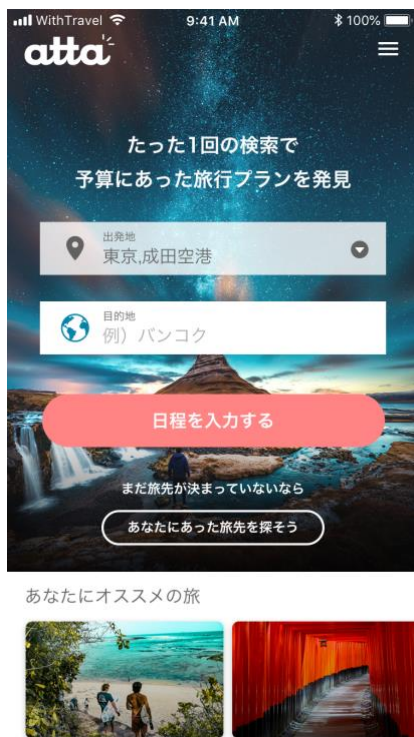 WithTravel
9:41 AM
100%
atta
たった1回の検索で
予算にあった旅行プランを発見
出発地
東京,成田空港
目的地
例）バンコク
日程を入力する
まだ旅先が決まっていないなら
あなたにあった旅先を探そう
あなたにオススメの旅